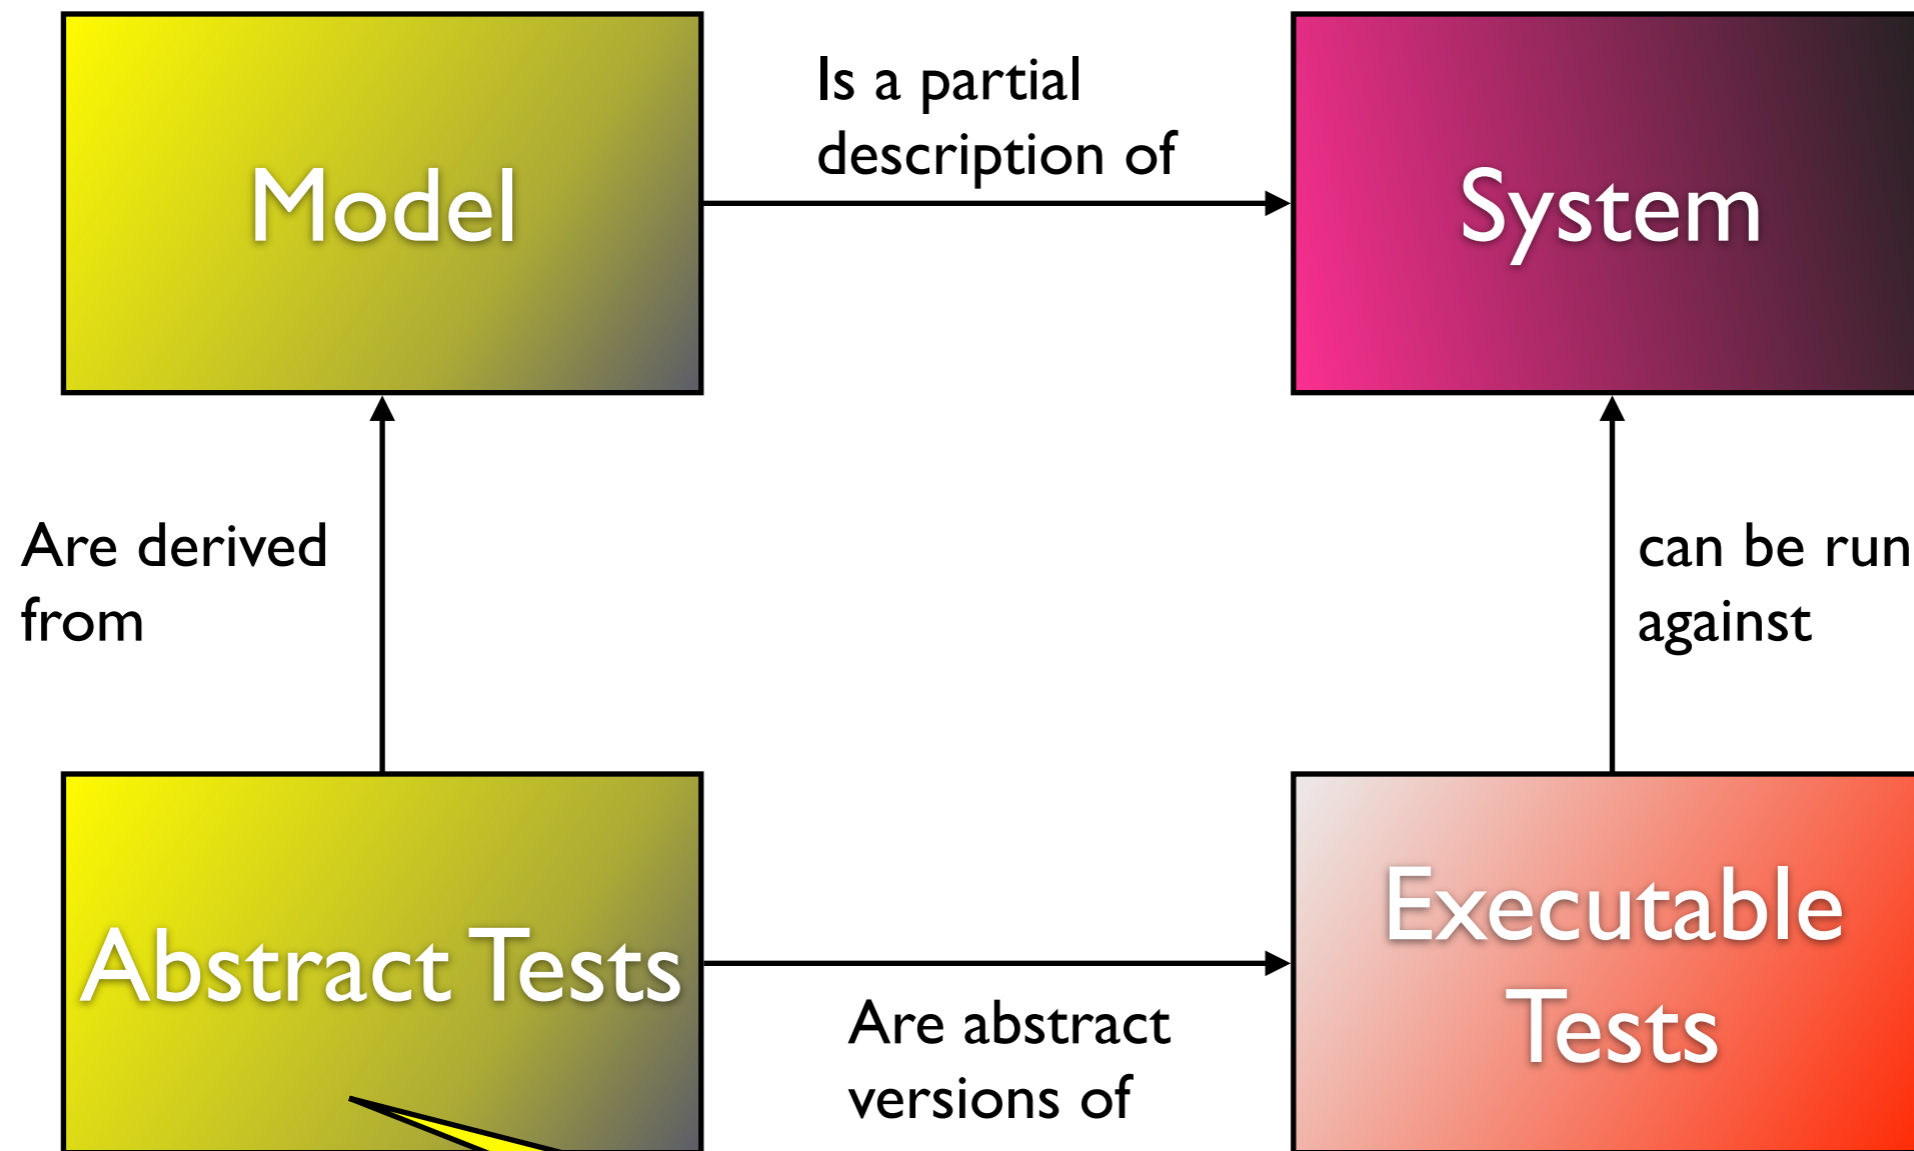 Model
Is a partial
description of
System
Are derived
from
can be run
against
Abstract Tests
Are abstract
versions of
Executable
Tests